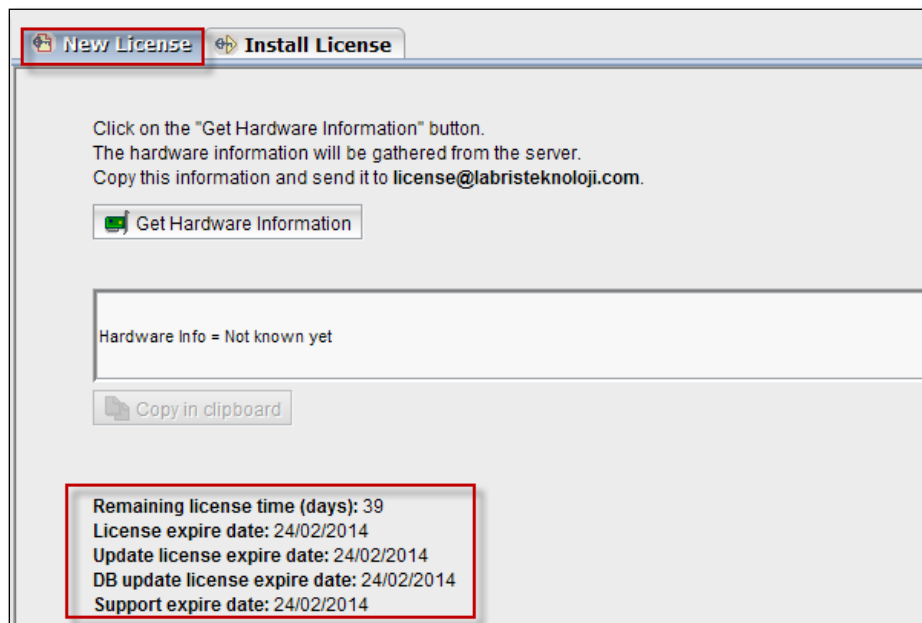 New License Install License
Click on the "Get Hardware Information" button.
The hardware information will be gathered from the server.
Copy this information and send it to license@labristeknoloji.com.
Get Hardware Information
Hardware Info = Not known yet
Copy in clipboard
Remaining license time (days): 39
License expire date: 24/02/2014
Update license expire date: 24/02/2014
DB update license expire date: 24/02/2014
Support expire date: 24/02/2014